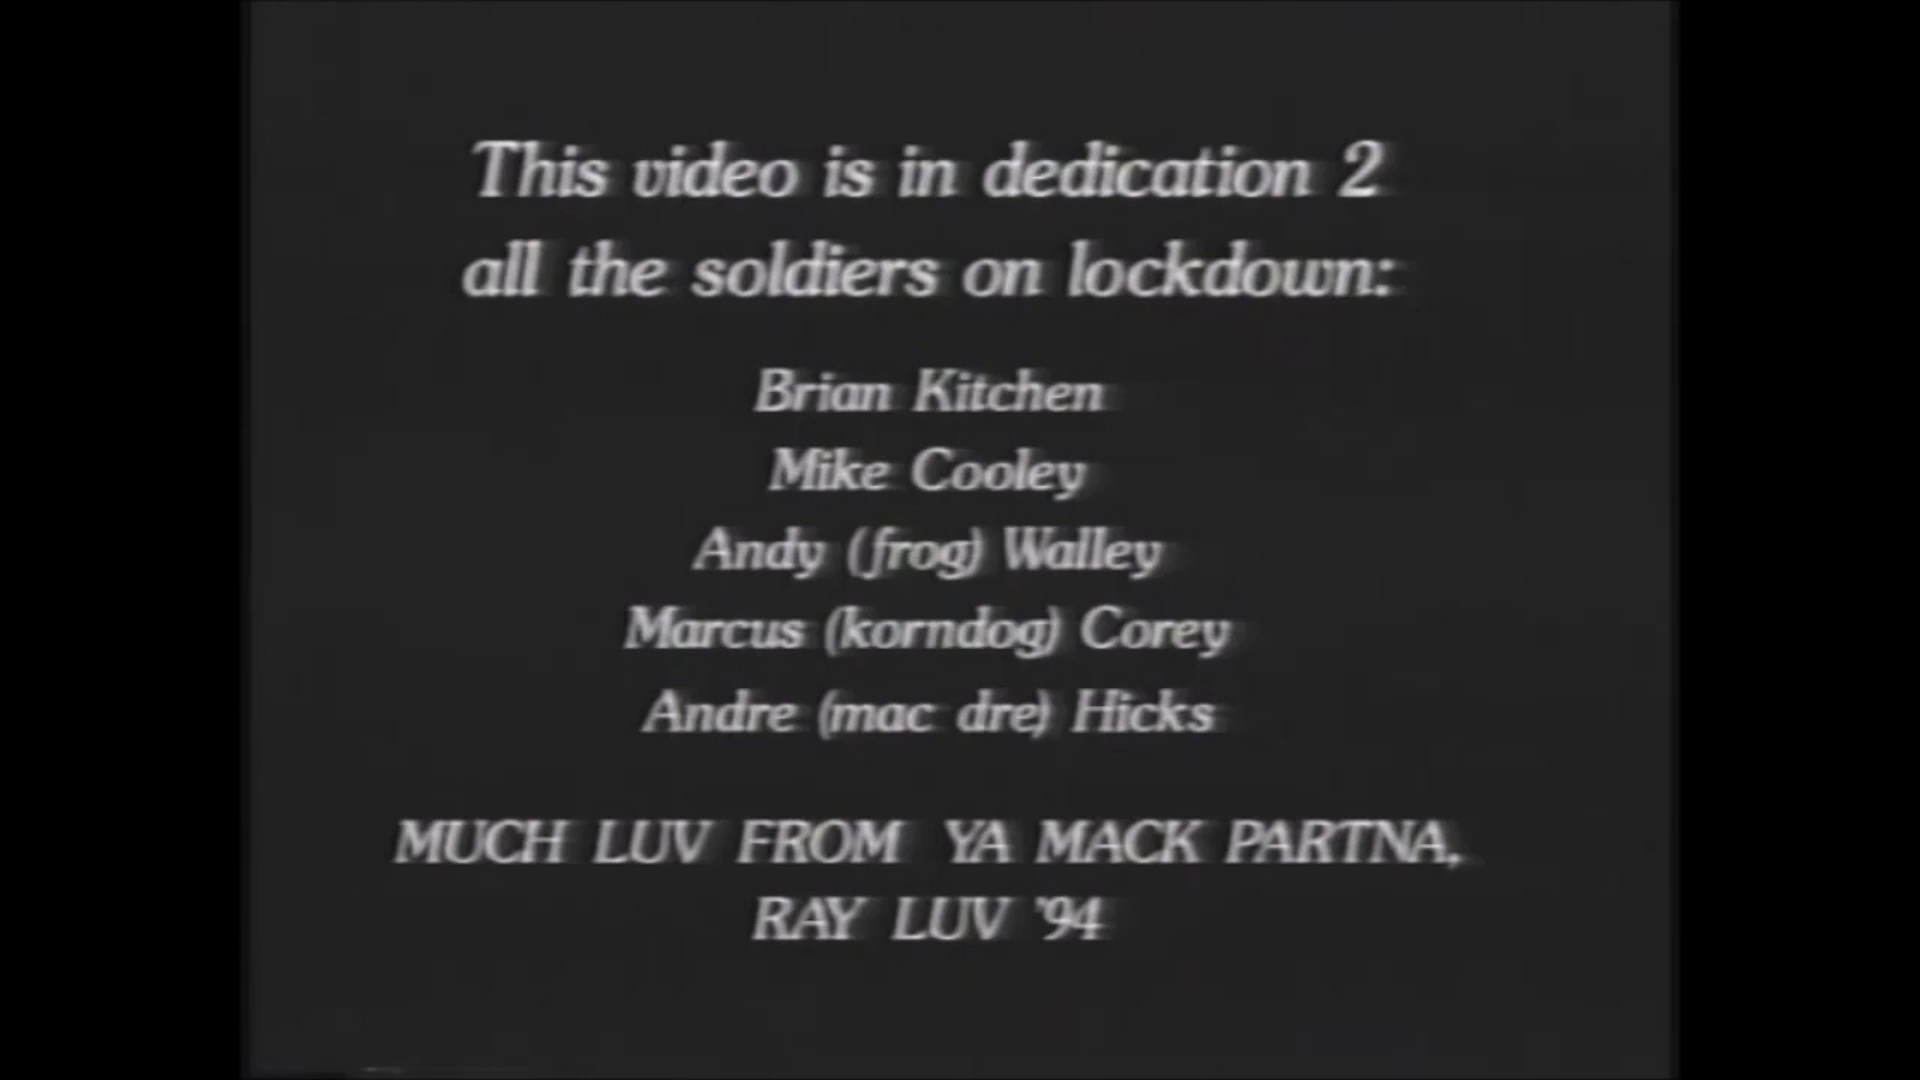 This video is in dedication 2
all the soldiers on lockdown:
Brian Kitchen
Mike Cooley
Andy (frog) Walley
Marcus (korndog) Corey
Andre (mac dre) Hicks
MUCH LUV FROM YA MACK PARTNA,
RAY LUV '94